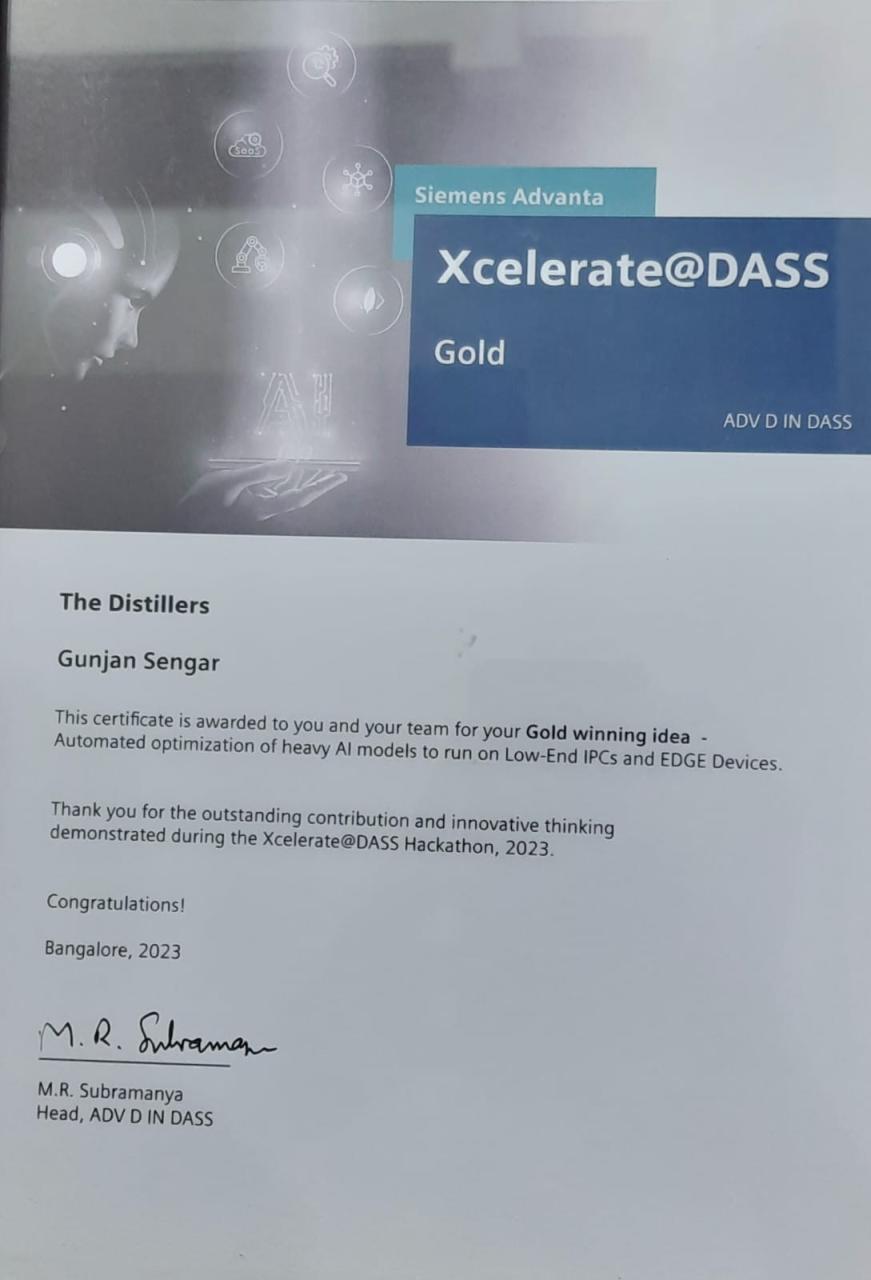 SaaS
AI
Siemens Advanta
Xcelerate@DASS
Gold
ADV D IN DASS
The Distillers
Gunjan Sengar
This certificate is awarded to you and your team for your Gold winning idea -
Automated optimization of heavy AI models to run on Low-End IPCs and EDGE Devices.
Thank you for the outstanding contribution and innovative thinking
demonstrated during the Xcelerate@DASS Hackathon, 2023.
Congratulations!
Bangalore, 2023
M. R. Subraman
M.R. Subramanya
Head, ADV D IN DASS